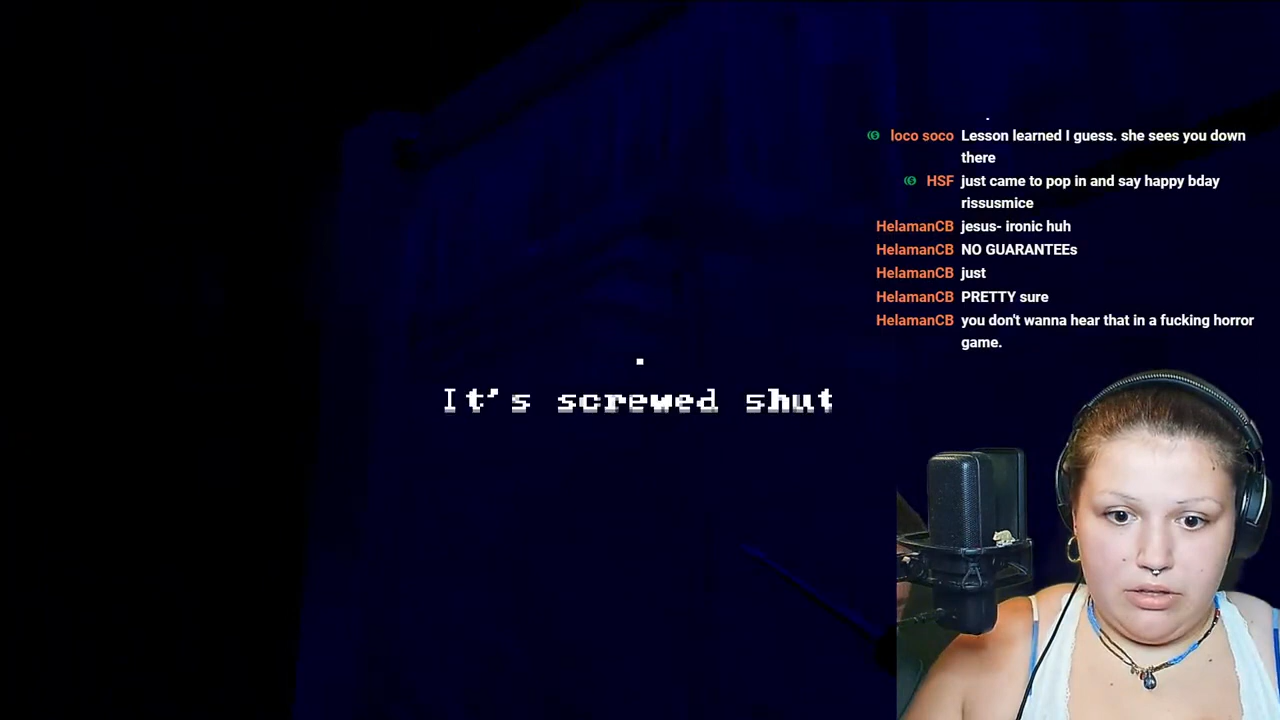 loco soco Lesson learned I guess. she sees you down
there
HSF just came to pop in and say happy bday
rissusmice
HelamanCB jesus- ironic huh
HelamanCB NO GUARANTEEs
HelamanCB just
HelamanCB PRETTY sure
HelamanCB you don't wanna hear that in a fucking horror
game.
It's screwed shut